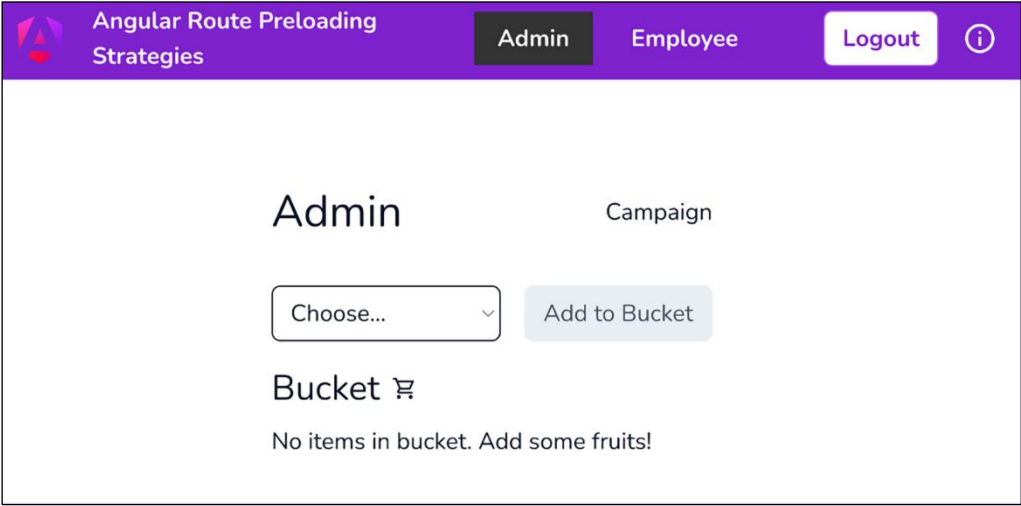 Angular Route Preloading
Strategies
Admin
Employee
Logout
Admin
Campaign
Choose...
Add to Bucket
Bucket
No items in bucket. Add some fruits!